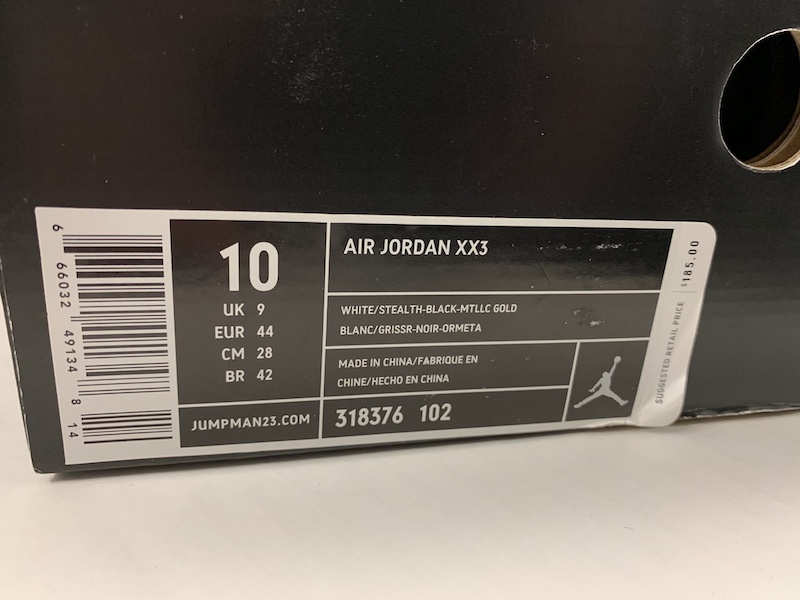 6 66032 49134 8 14
10
UK 9
EUR 44
CM 28
BR 42
JUMPMAN23.COM
AIR JORDAN XX3
WHITE/STEALTH-BLACK-MTLLC GOLD
BLANC/GRISSR-NOIR-ORMETA
MADE IN CHINA/FABRIQUE EN
CHINE/HECHO EN CHINA
318376 102
SUGGESTED RETAIL PRICE $185.00